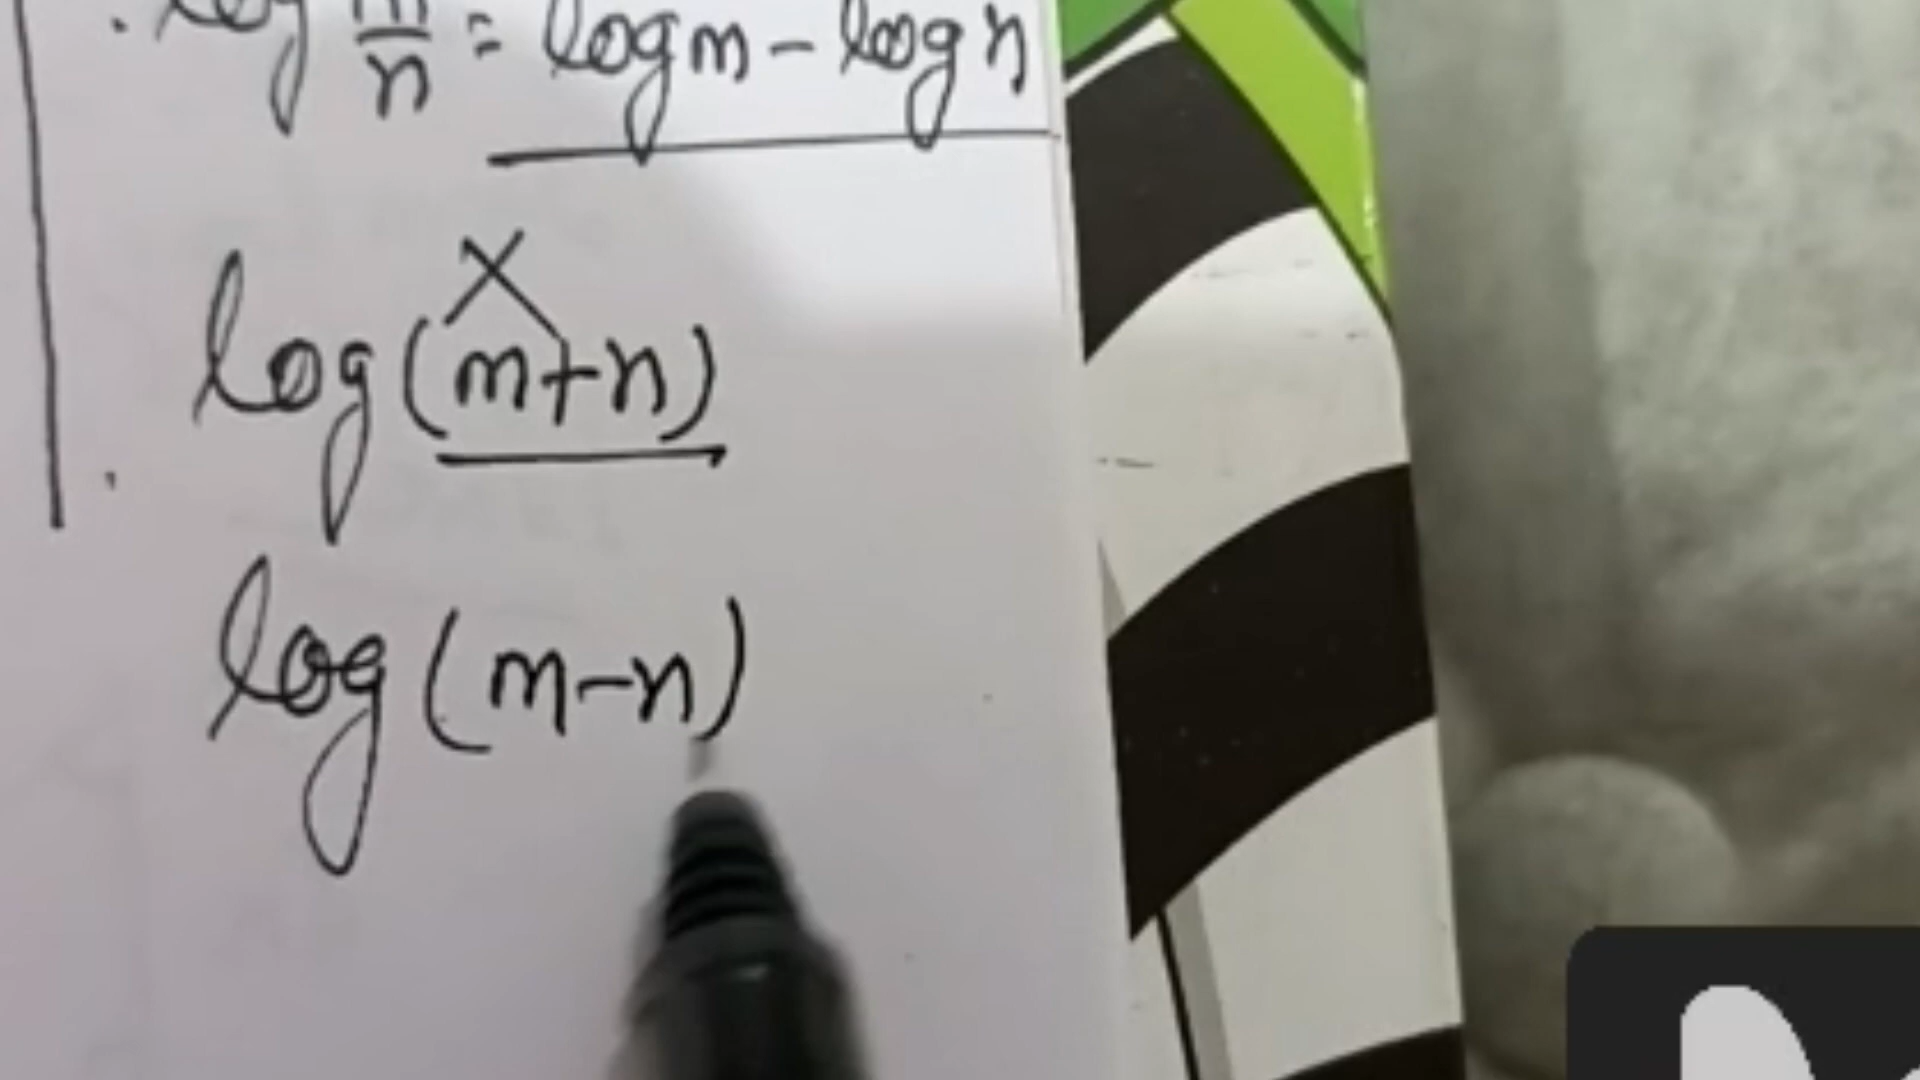 . log m/n = log m - log n
X
log (m+n)
log (m-n)